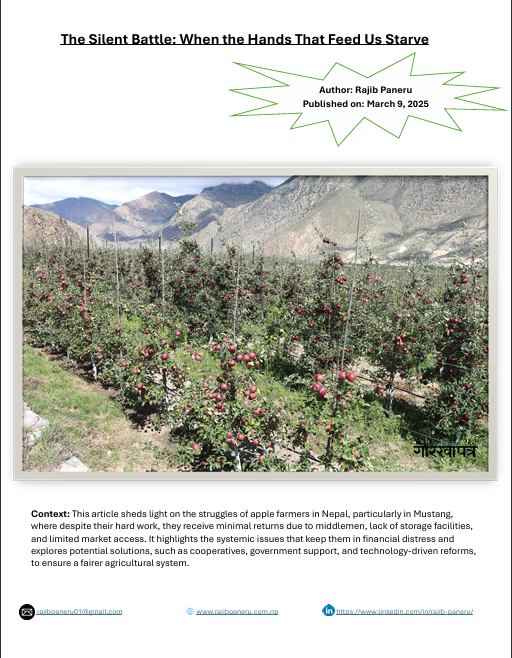 The Silent Battle: When the Hands That Feed Us Starve
Author: Rajib Paneru
Published on: March 9, 2025
गोरखापत्र
Context: This article sheds light on the struggles of apple farmers in Nepal, particularly in Mustang,
where despite their hard work, they receive minimal returns due to middlemen, lack of storage facilities,
and limited market access. It highlights the systemic issues that keep them in financial distress and
explores potential solutions, such as cooperatives, government support, and technology-driven reforms,
to ensure a fairer agricultural system.
rajibpaneru01@gmail.com
www.rajibpaneru.com.np
https://www.linkedin.com/in/rajib-paneru/